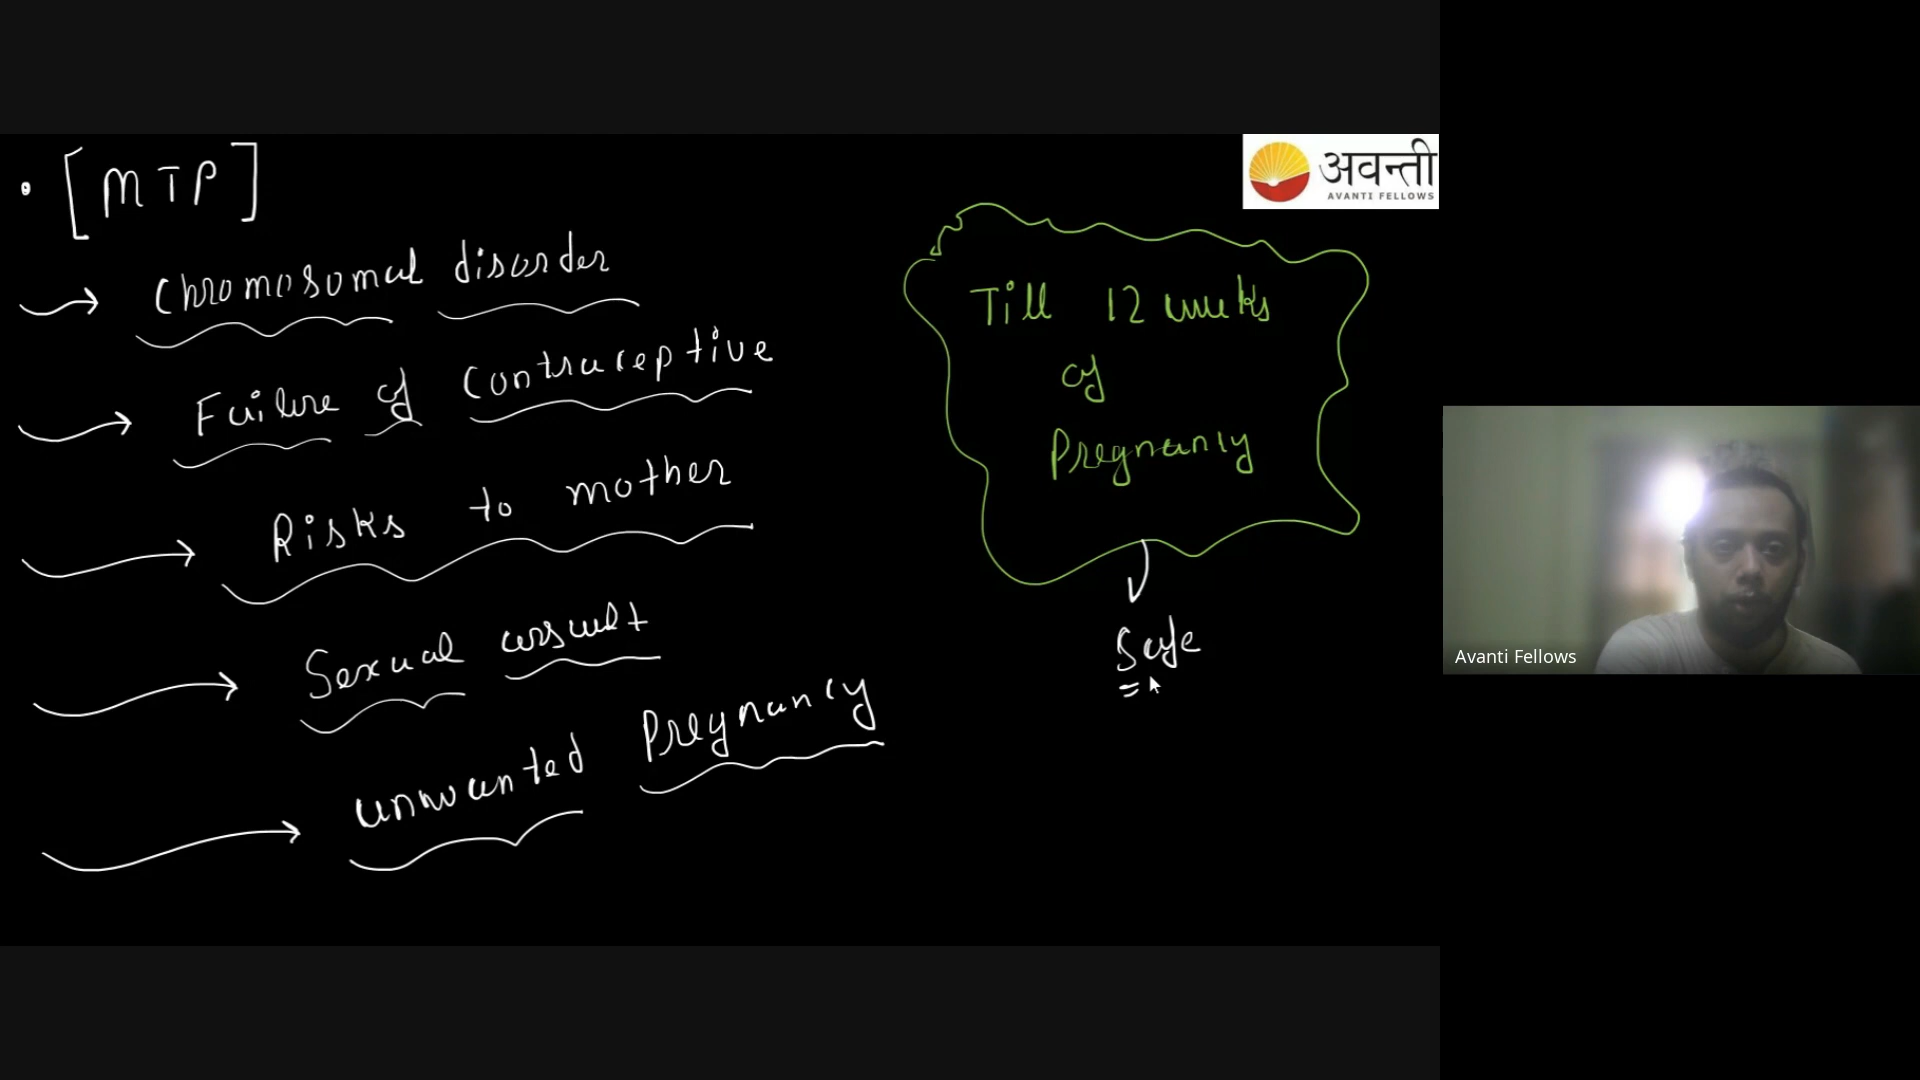 [MTP]
Chromosomal disorder
Failure of Contraceptive
Risks to mother
Sexual assult
unwanted Pregnancy
Till 12 weeks
of
Pregnancy
Safe
अवन्ती
AVANTI FELLOWS
Avanti Fellows